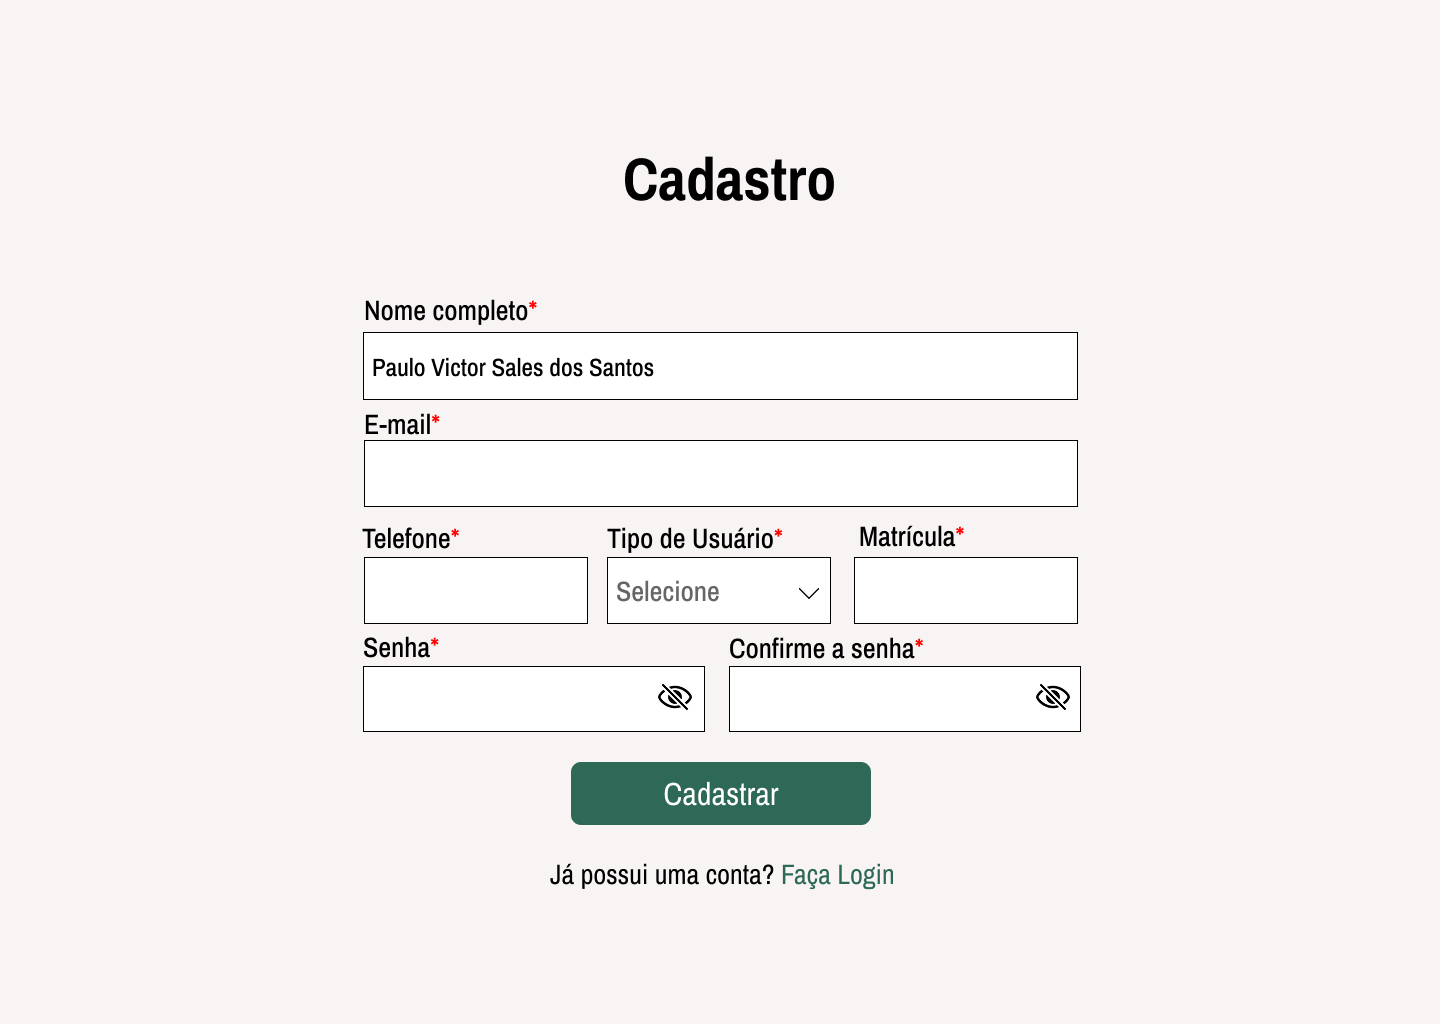 Cadastro
Nome completo*
Paulo Victor Sales dos Santos
E-mail*
Telefone* Tipo de Usuário* Matrícula*
Selecione
Senha* Confirme a senha*
Cadastrar
Já possui uma conta? Faça Login